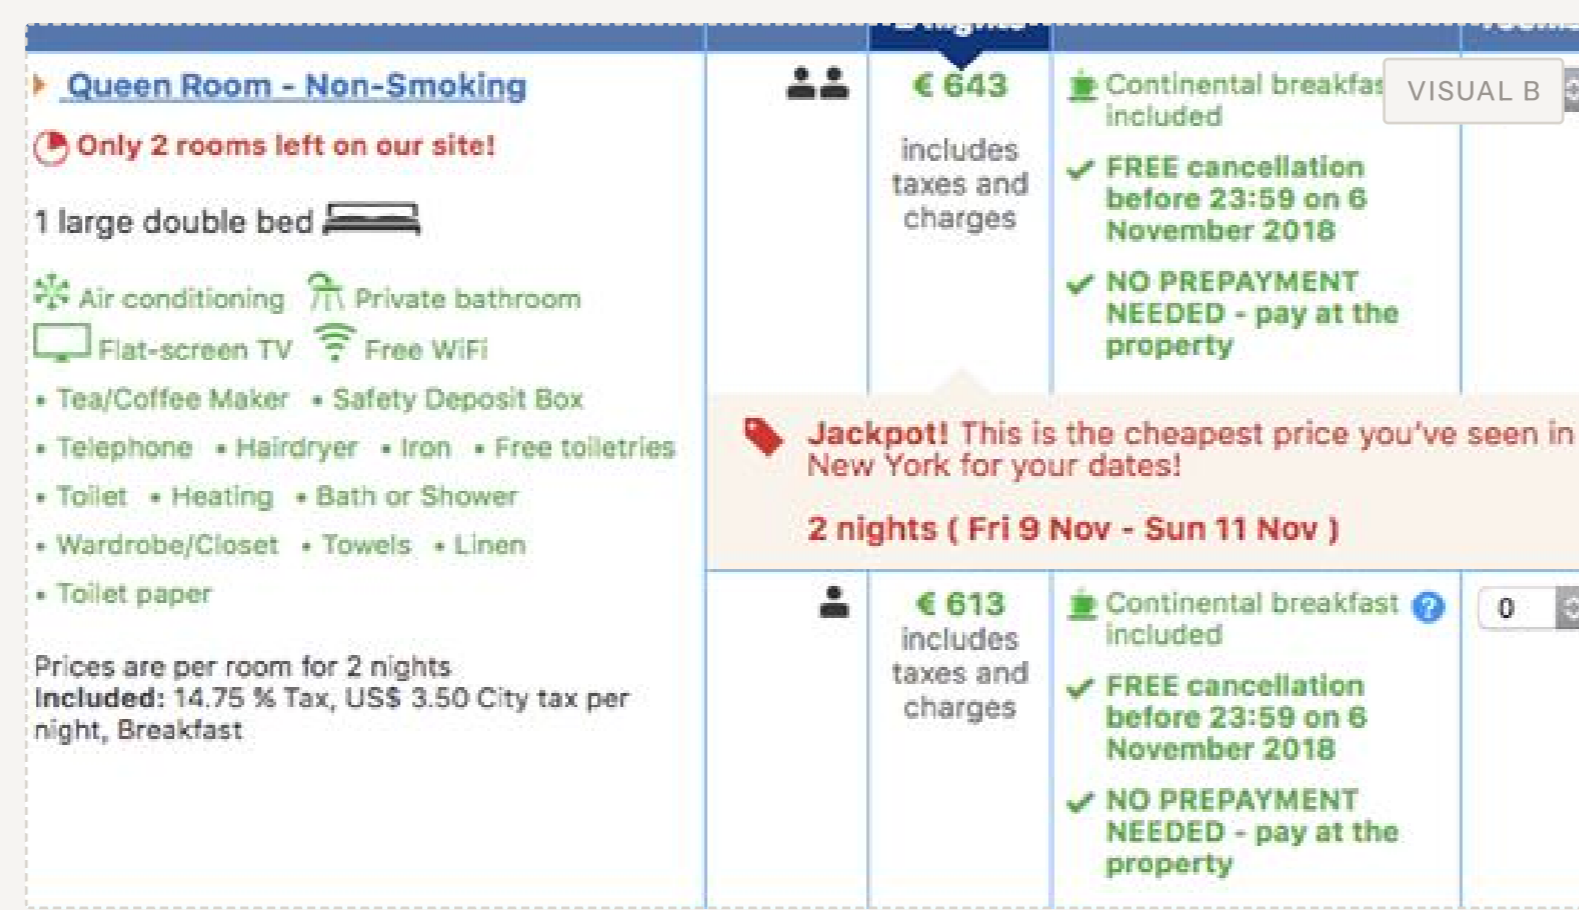 Queen Room - Non-Smoking
Only 2 rooms left on our site!
1 large double bed
Air conditioning Private bathroom
Flat-screen TV Free WiFi
• Tea/Coffee Maker • Safety Deposit Box
• Telephone • Hairdryer • Iron • Free toiletries
• Toilet • Heating • Bath or Shower
• Wardrobe/Closet • Towels • Linen
• Toilet paper
Prices are per room for 2 nights
Included: 14.75 % Tax, US$ 3.50 City tax per
night, Breakfast
€ 643
includes
taxes and
charges
Continental
included
FREE cancellation
before 23:59 on 6
November 2018
NO PREPAYMENT
NEEDED - pay at the
property
VISUAL B
Jackpot! This is the cheapest price you've seen in
New York for your dates!
2 nights ( Fri 9 Nov - Sun 11 Nov )
€ 613
includes
taxes and
charges
Continental breakfast ?
included
FREE cancellation
before 23:59 on 6
November 2018
NO PREPAYMENT
NEEDED - pay at the
property
0